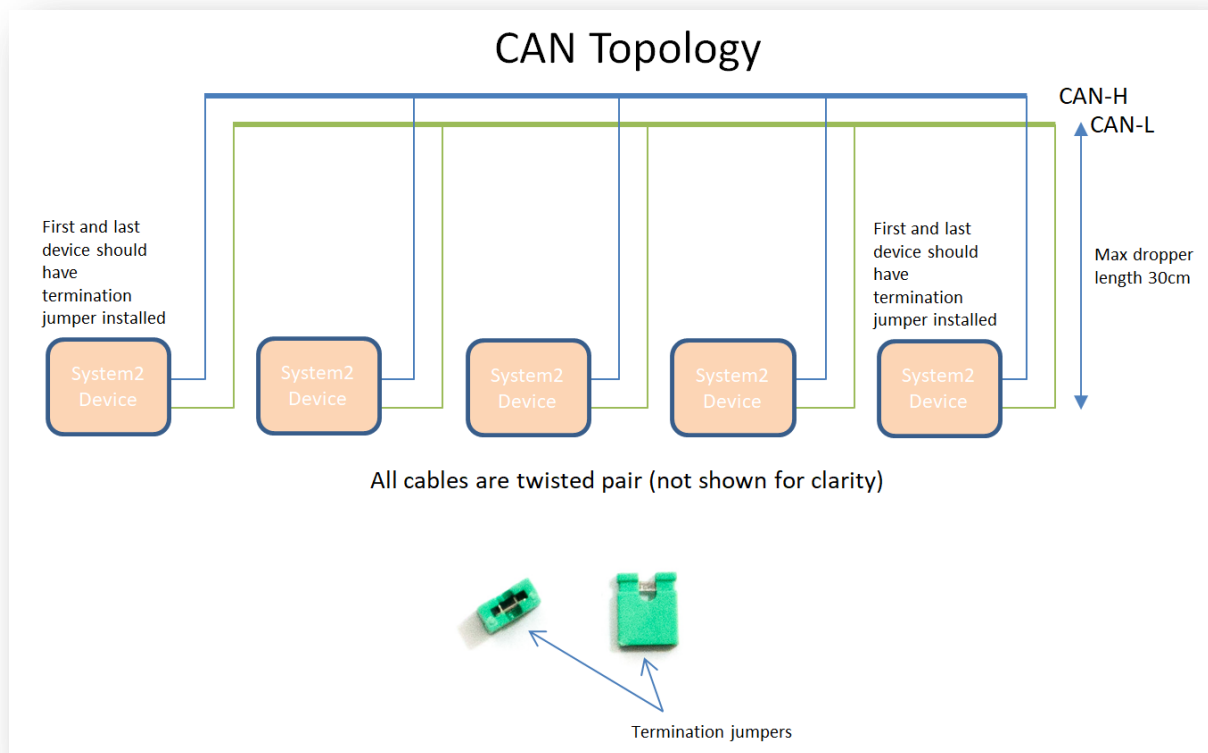 CAN Topology
CAN-H
CAN-L
First and last
device should
have
termination
jumper installed
First and last
device should
have
termination
jumper installed
Max dropper
length 30cm
System2
Device
System2
Device
System2
Device
System2
Device
System2
Device
All cables are twisted pair (not shown for clarity)
Termination jumpers